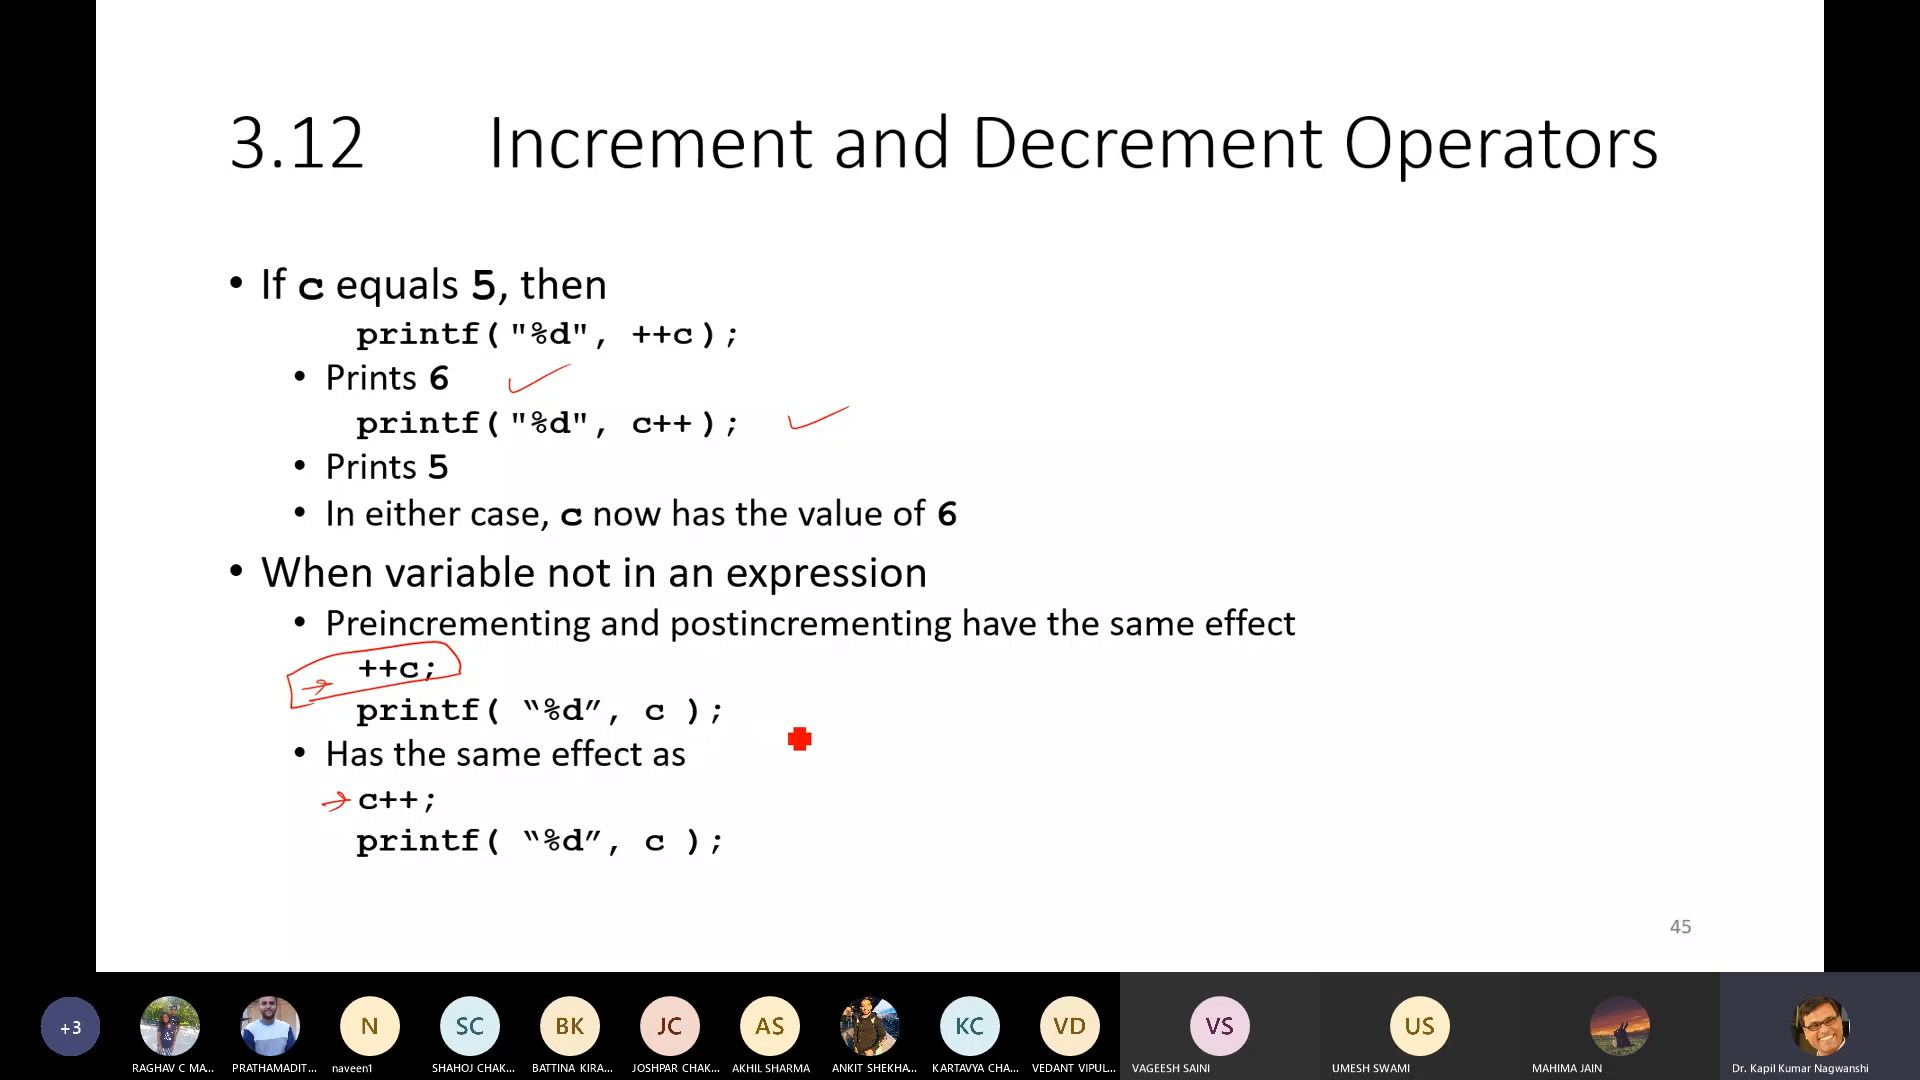 3.12 Increment and Decrement Operators
• If c equals 5, then
printf("%d", ++c);
• Prints 6
printf("%d", c++);
• Prints 5
• In either case, c now has the value of 6
• When variable not in an expression
• Preincrementing and postincrementing have the same effect
++c;
printf( “%d”, c );
• Has the same effect as
c++;
printf( “%d”, c );
45
+3
N
SC
BK
JC
AS
KC
VD
VS
US
RAGHAV C MA...
PRATHAMADIT...
naveen1
SHAHOJ CHAK...
BATTINA KIRA...
JOSHPAR CHAK...
AKHIL SHARMA
ANKIT SHEKHA...
KARTAVYA CHA...
VEDANT VIPUL...
VAGEESH SAINI
UMESH SWAMI
MAHIMA JAIN
Dr. Kapil Kumar Nagwanshi